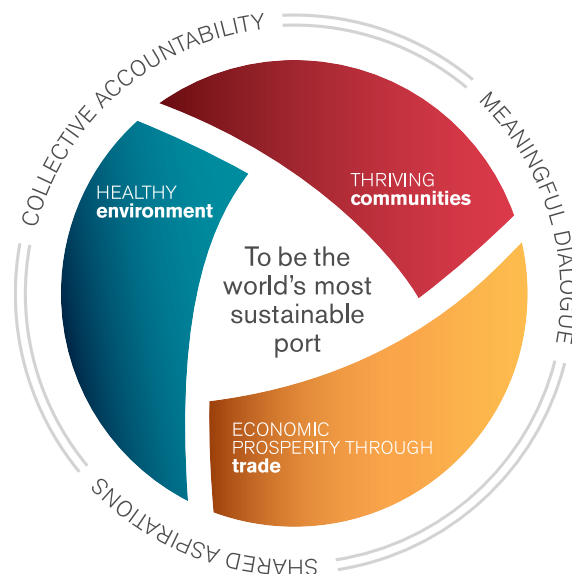 COLLECTIVE ACCOUNTABILITY
MEANINGFUL DIALOGUE
THRIVING
communities
HEALTHY
environment
To be the
world's most
sustainable
port
ECONOMIC
PROSPERITY THROUGH
trade
SHARED ASPIRATIONS